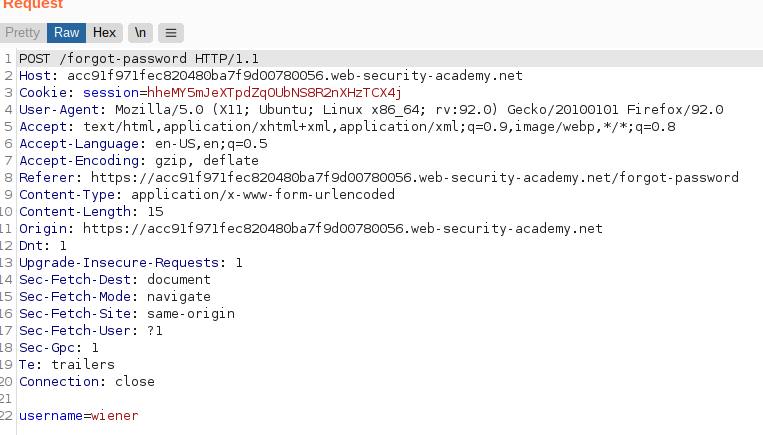 Request
Pretty Raw Hex \n ≡
1 POST /forgot-password HTTP/1.1
2 Host: acc91f971fec820480ba7f9d00780056.web-security-academy.net
3 Cookie: session=hheMY5mJeXTpdZqOUbNS8R2nXHzTCX4j
4 User-Agent: Mozilla/5.0 (X11; Ubuntu; Linux x86_64; rv:92.0) Gecko/20100101 Firefox/92.0
5 Accept: text/html,application/xhtml+xml,application/xml;q=0.9,image/webp,*/*;q=0.8
6 Accept-Language: en-US,en;q=0.5
7 Accept-Encoding: gzip, deflate
8 Referer: https://acc91f971fec820480ba7f9d00780056.web-security-academy.net/forgot-password
9 Content-Type: application/x-www-form-urlencoded
10 Content-Length: 15
11 Origin: https://acc91f971fec820480ba7f9d00780056.web-security-academy.net
12 Dnt: 1
13 Upgrade-Insecure-Requests: 1
14 Sec-Fetch-Dest: document
15 Sec-Fetch-Mode: navigate
16 Sec-Fetch-Site: same-origin
17 Sec-Fetch-User: ?1
18 Sec-Gpc: 1
19 Te: trailers
20 Connection: close
21
22 username=wiener